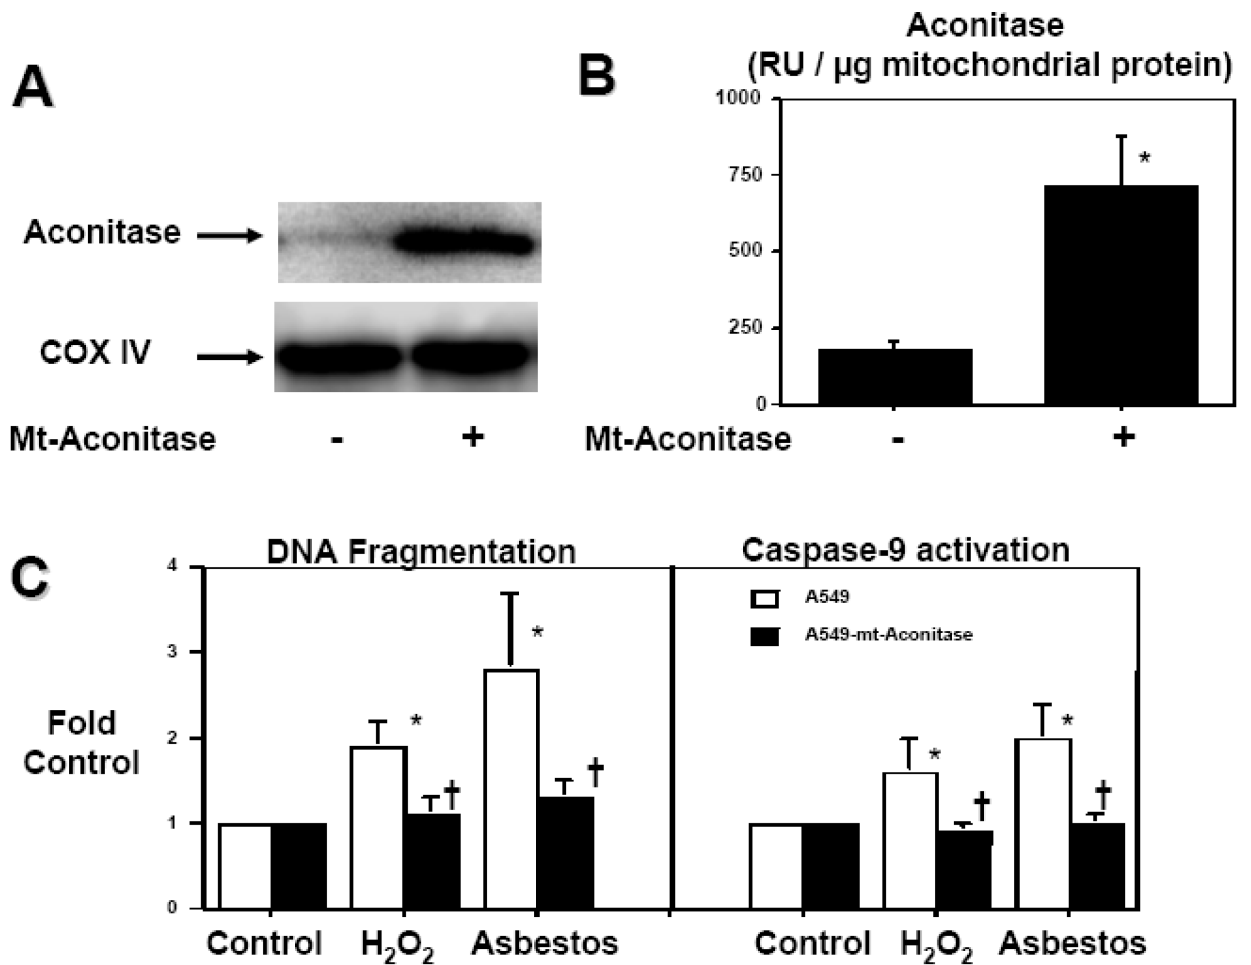 A
Aconitase
COX IV
Mt-Aconitase - +
B
Aconitase
(RU / µg mitochondrial protein)
1000
750
500
250
0
Mt-Aconitase - +
*
C
DNA Fragmentation
Caspase-9 activation
4
3
2
1
0
Fold
Control
A549
A549-mt-Aconitase
* † * †
* † * †
Control H₂O₂ Asbestos
Control H₂O₂ Asbestos